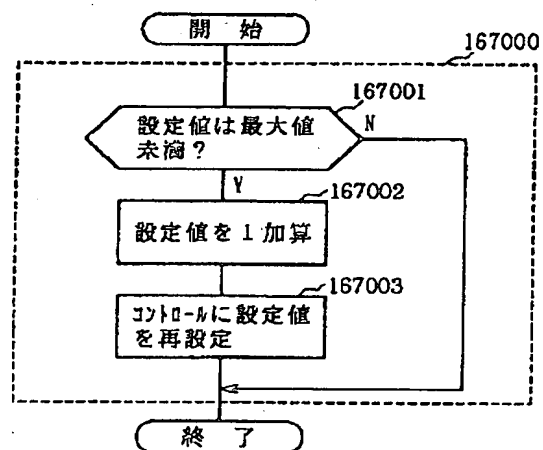 開 始
167000
167001
設定値は最大値
未満?
N
Y
167002
設定値を1加算
167003
コントロールに設定値
を再設定
終 了